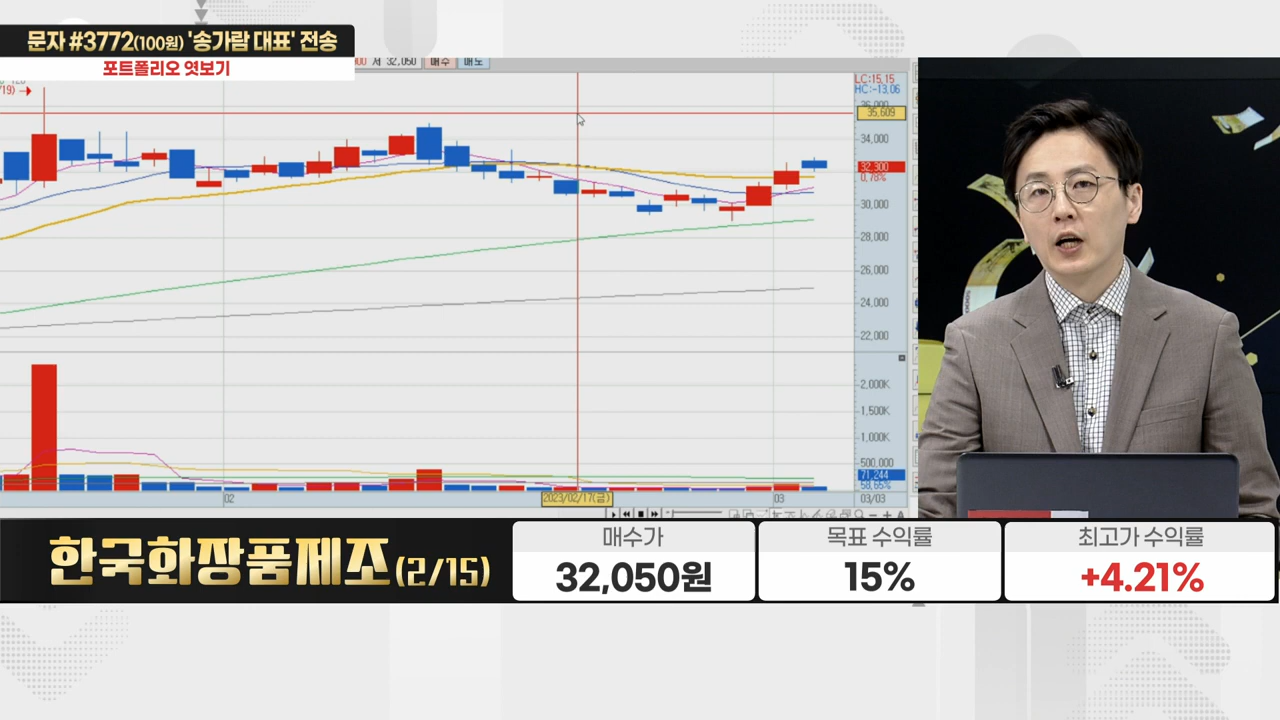 문자 #3772(100원) '송가람 대표' 전송
포트폴리오 엿보기
저 32,050 매수 매도
LC:15.15
HC:-13.06
35,609
34,000
32,300
0.78%
30,000
28,000
26,000
24,000
22,000
2,000K
1,500K
1,000K
500,000
71,244
58.65%
02
2023/02/17(금)
03
03/03
한국화장품제조(2/15)
매수가
32,050원
목표 수익률
15%
최고가 수익률
+4.21%